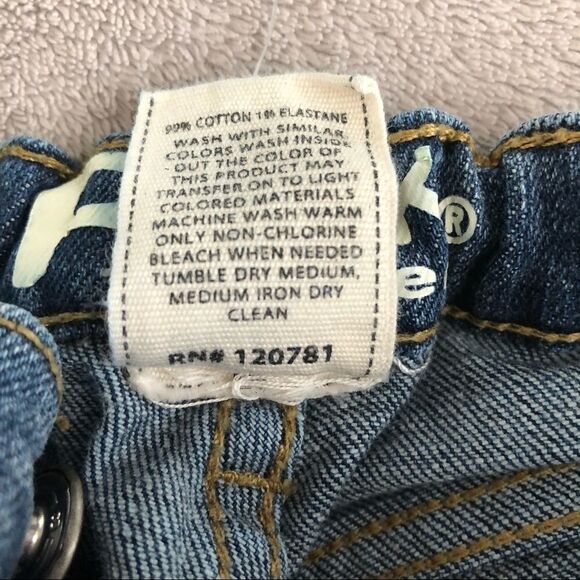 99% COTTON 1% ELASTANE
WASH WITH SIMILAR
COLORS WASH INSIDE
OUT THE COLOR OF
THIS PRODUCT MAY
TRANSFER ON TO LIGHT
COLORED MATERIALS
MACHINE WASH WARM
ONLY NON-CHLORINE
BLEACH WHEN NEEDED
TUMBLE DRY MEDIUM,
MEDIUM IRON DRY
CLEAN
RN# 120781
®